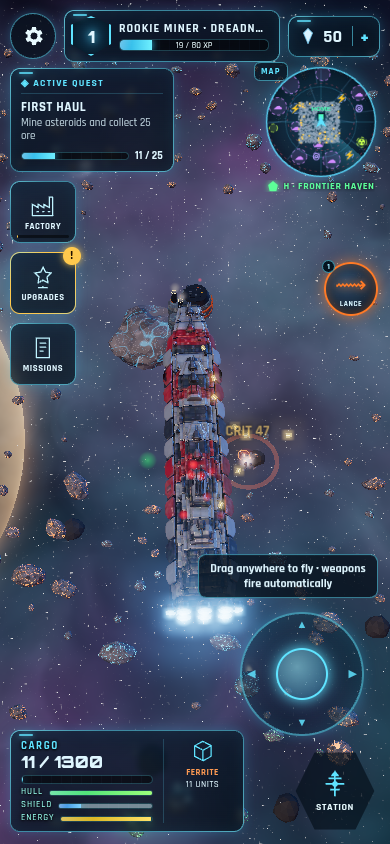 1
ROOKIE MINER · DREADN...
19 / 80 XP
50
+
ACTIVE QUEST
FIRST HAUL
Mine asteroids and collect 25
ore
11 / 25
MAP
FRONTIER HAVEN
FACTORY
!
UPGRADES
MISSIONS
1
LANCE
CRIT 47
Drag anywhere to fly · weapons
fire automatically
CARGO
11 / 1300
HULL
SHIELD
ENERGY
FERRITE
11 UNITS
STATION